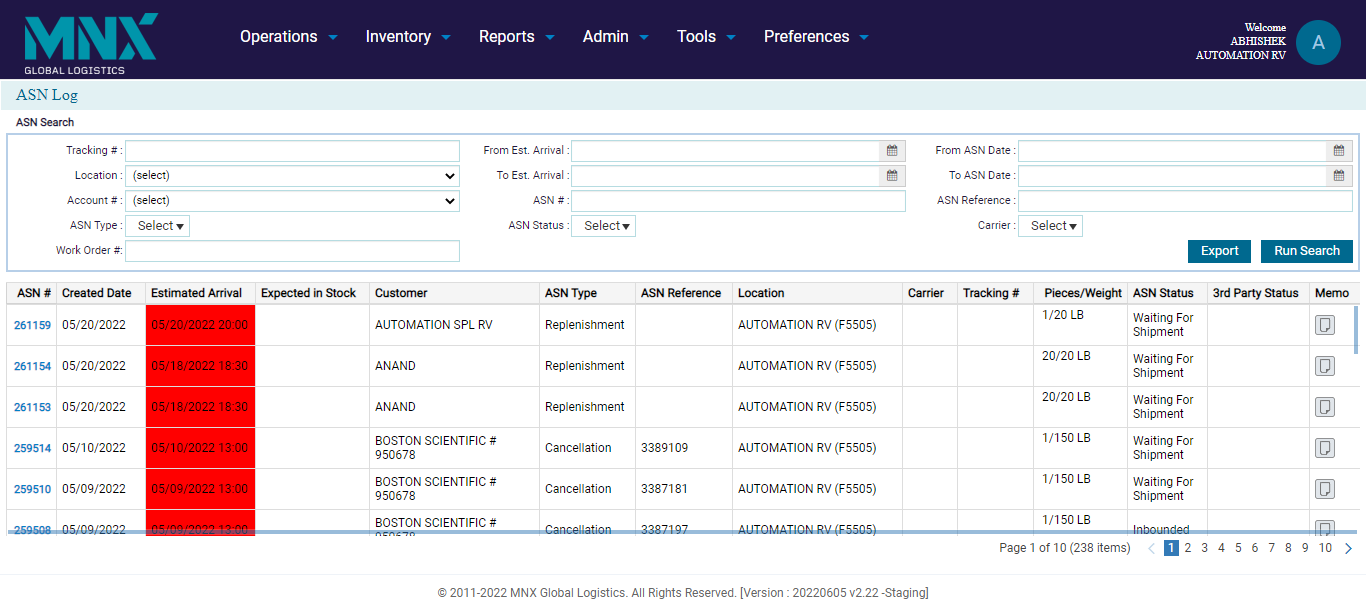 MNX
GLOBAL LOGISTICS
Operations Inventory Reports Admin Tools Preferences
Welcome
ABHISHEK
AUTOMATION RV
A
ASN Log
ASN Search
Tracking # : From Est. Arrival : From ASN Date :
Location : (select) To Est. Arrival : To ASN Date :
Account # : (select) ASN # : ASN Reference :
ASN Type : Select ASN Status : Select Carrier : Select
Work Order #: Export Run Search
ASN # Created Date Estimated Arrival Expected in Stock Customer ASN Type ASN Reference Location Carrier Tracking # Pieces/Weight ASN Status 3rd Party Status Memo
261159 05/20/2022 05/20/2022 20:00 AUTOMATION SPL RV Replenishment AUTOMATION RV (F5505) 1/20 LB Waiting For
Shipment
261154 05/20/2022 05/18/2022 18:30 ANAND Replenishment AUTOMATION RV (F5505) 20/20 LB Waiting For
Shipment
261153 05/20/2022 05/18/2022 18:30 ANAND Replenishment AUTOMATION RV (F5505) 20/20 LB Waiting For
Shipment
259514 05/10/2022 05/10/2022 13:00 BOSTON SCIENTIFIC #
950678 Cancellation 3389109 AUTOMATION RV (F5505) 1/150 LB Waiting For
Shipment
259510 05/09/2022 05/09/2022 13:00 BOSTON SCIENTIFIC #
950678 Cancellation 3387181 AUTOMATION RV (F5505) 1/150 LB Waiting For
Shipment
259508 05/09/2022 05/09/2022 13:00 BOSTON SCIENTIFIC #
950678 Cancellation 3387197 AUTOMATION RV (F5505) 1/150 LB Inbounded
Page 1 of 10 (238 items) 1 2 3 4 5 6 7 8 9 10
© 2011-2022 MNX Global Logistics. All Rights Reserved. [Version : 20220605 v2.22 -Staging]